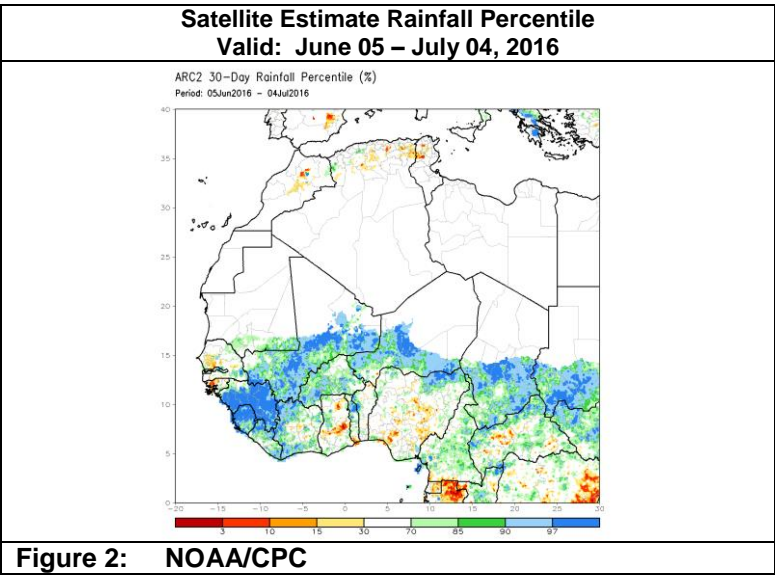 Satellite Estimate Rainfall Percentile
Valid: June 05 – July 04, 2016
ARC2 30-Day Rainfall Percentile (%)
Period: 05Jun2016 - 04Jul2016
40
35
30
25
20
15
10
5
0
-20 -15 -10 -5 0 5 10 15 20 25 30
3 10 15 30 70 85 90 97
Figure 2: NOAA/CPC